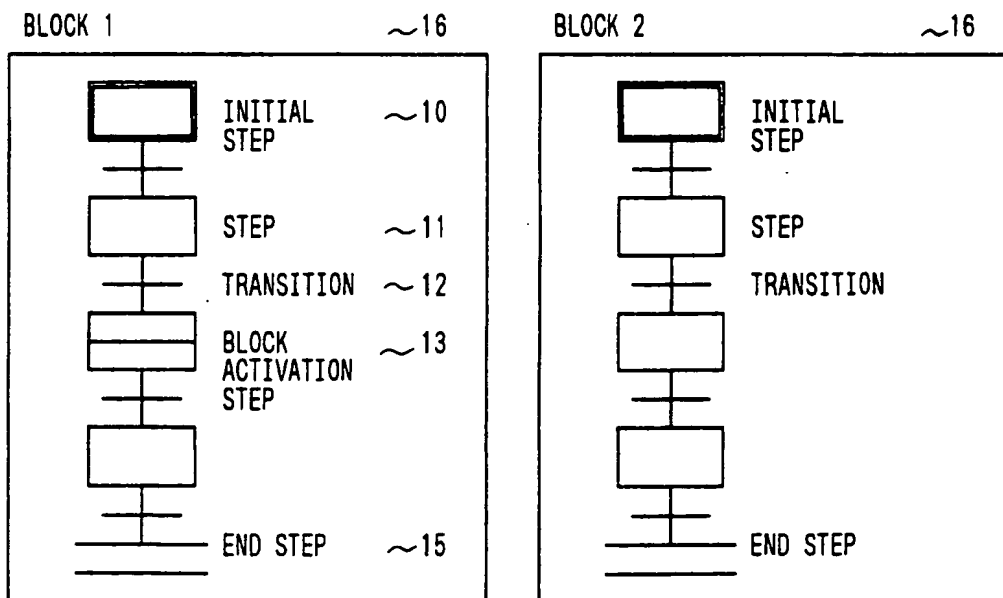 BLOCK 1 ~16
INITIAL ~10
STEP
STEP ~11
TRANSITION ~12
BLOCK ~13
ACTIVATION
STEP
END STEP ~15
BLOCK 2 ~16
INITIAL
STEP
STEP
TRANSITION
END STEP